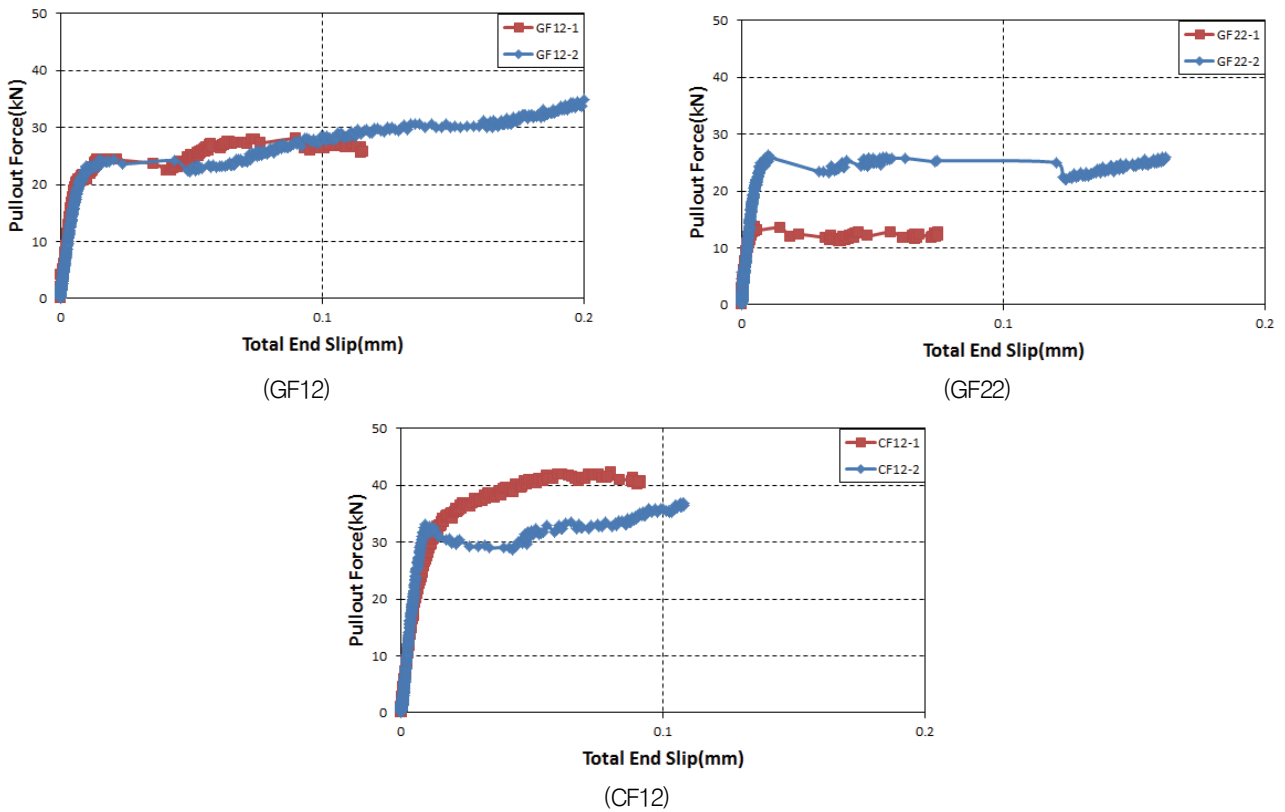 50
40
30
20
10
0
Pullout Force(kN)
GF12-1
GF12-2
0
0.1
0.2
Total End Slip(mm)
(GF12)
50
40
30
20
10
0
Pullout Force(kN)
GF22-1
GF22-2
0
0.1
0.2
Total End Slip(mm)
(GF22)
50
40
30
20
10
0
Pullout Force(kN)
CF12-1
CF12-2
0
0.1
0.2
Total End Slip(mm)
(CF12)